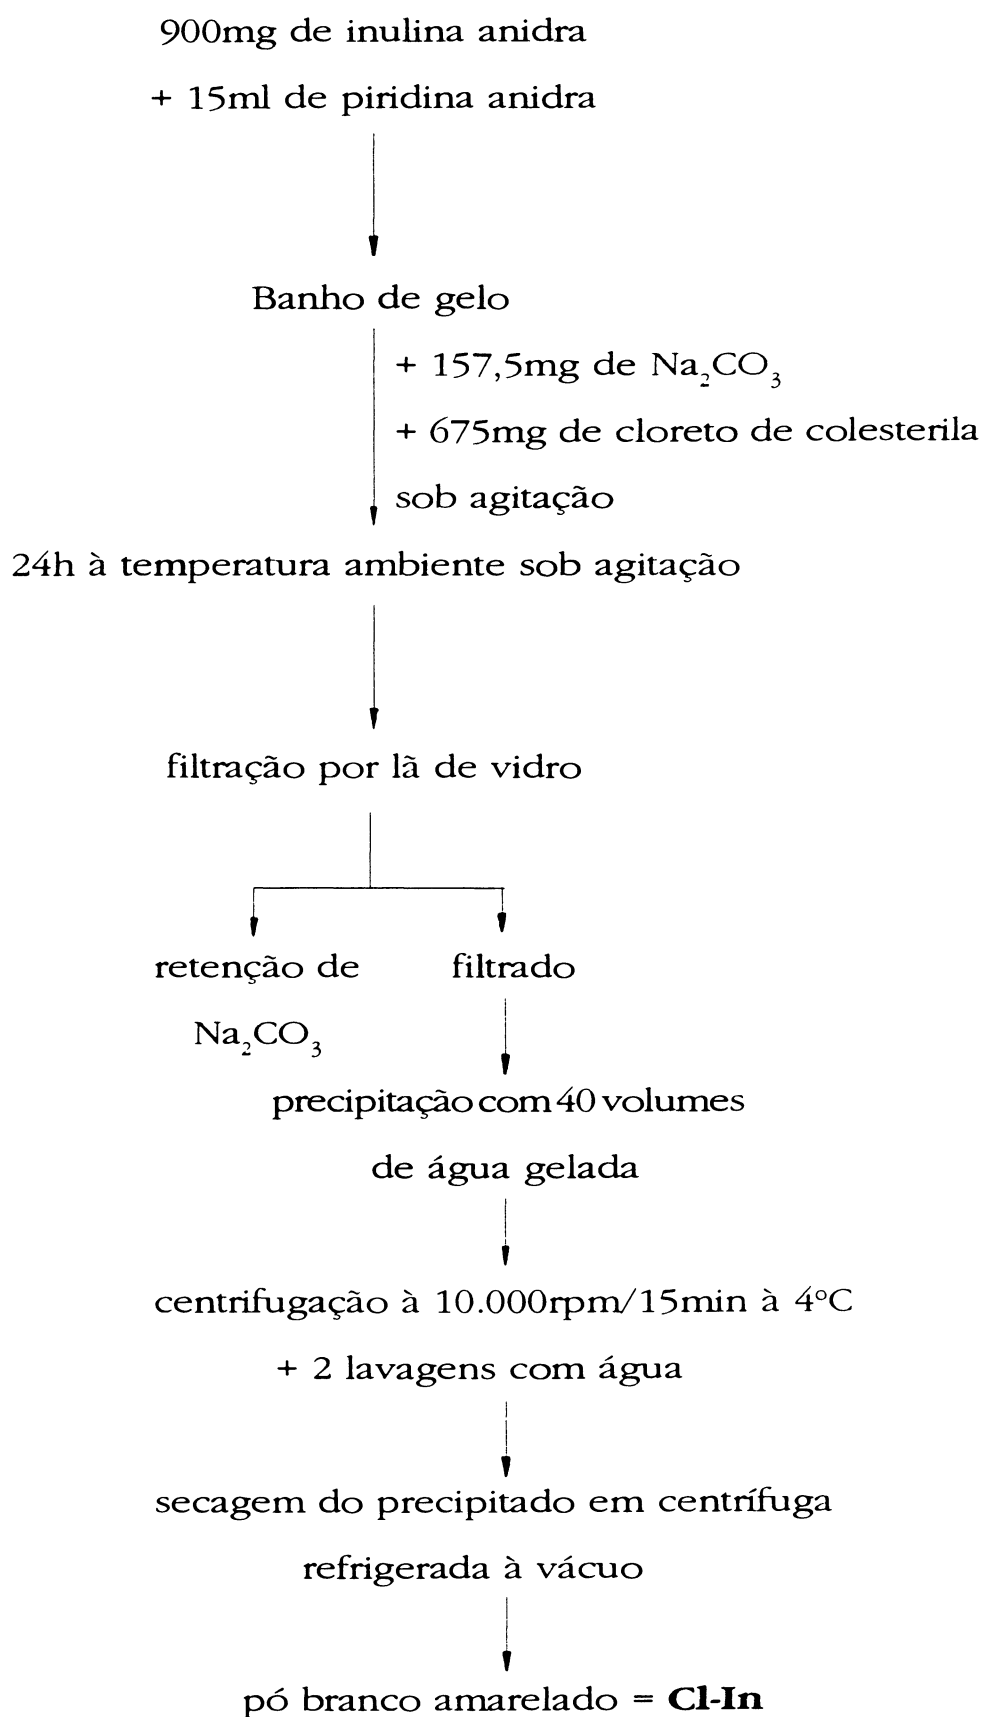 900mg de inulina anidra
+ 15ml de piridina anidra
Banho de gelo
+ 157,5mg de Na₂CO₃
+ 675mg de cloreto de colesterila
sob agitação
24h à temperatura ambiente sob agitação
filtração por lã de vidro
retenção de
Na₂CO₃
filtrado
precipitação com 40 volumes
de água gelada
centrifugação à 10.000rpm/15min à 4°C
+ 2 lavagens com água
secagem do precipitado em centrífuga
refrigerada à vácuo
pó branco amarelado = Cl-In